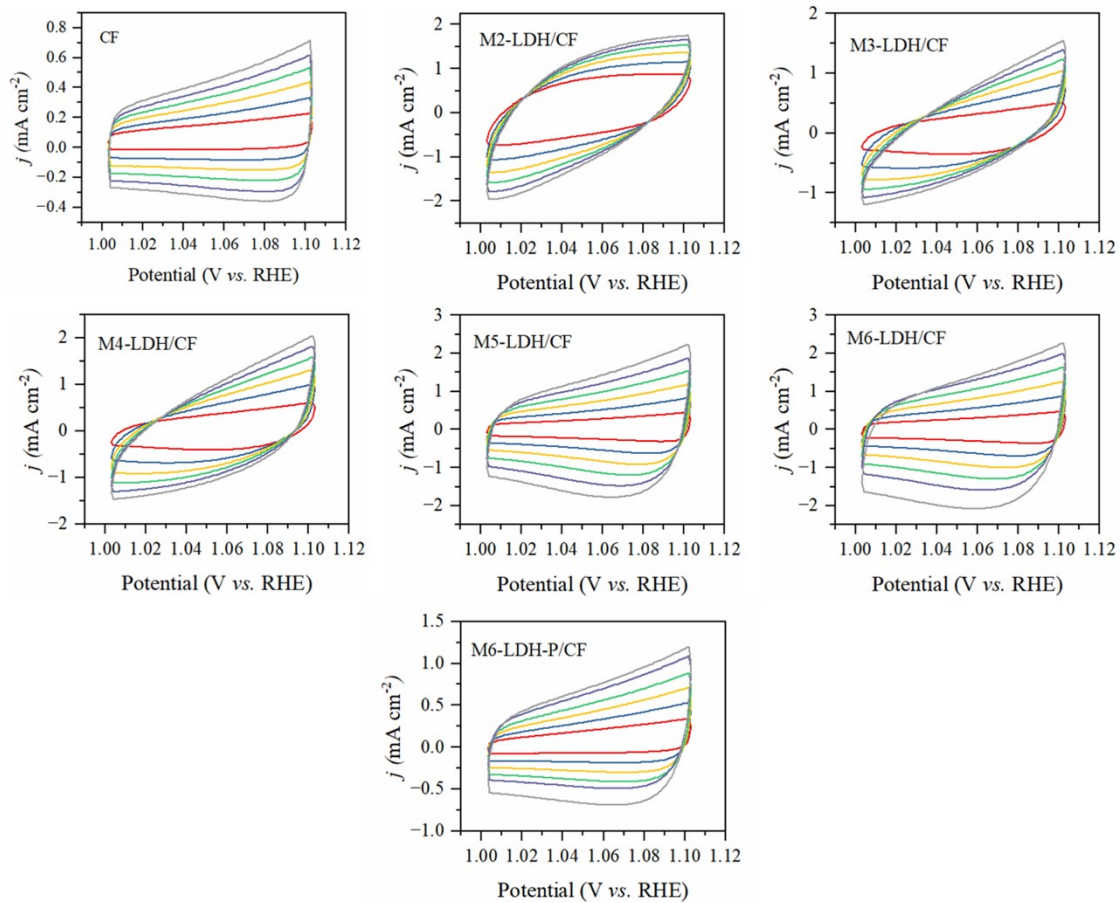 CF
j (mA cm-2)
0.8
0.6
0.4
0.2
0.0
−0.2
−0.4
1.00 1.02 1.04 1.06 1.08 1.10 1.12
Potential (V vs. RHE)
M2-LDH/CF
j (mA cm-2)
2
1
0
−1
−2
1.00 1.02 1.04 1.06 1.08 1.10 1.12
Potential (V vs. RHE)
M3-LDH/CF
j (mA cm-2)
2
1
0
−1
1.00 1.02 1.04 1.06 1.08 1.10 1.12
Potential (V vs. RHE)
M4-LDH/CF
j (mA cm-2)
2
1
0
−1
−2
1.00 1.02 1.04 1.06 1.08 1.10 1.12
Potential (V vs. RHE)
M5-LDH/CF
j (mA cm-2)
3
2
1
0
−1
−2
1.00 1.02 1.04 1.06 1.08 1.10 1.12
Potential (V vs. RHE)
M6-LDH/CF
j (mA cm-2)
3
2
1
0
−1
−2
1.00 1.02 1.04 1.06 1.08 1.10 1.12
Potential (V vs. RHE)
M6-LDH-P/CF
j (mA cm-2)
1.5
1.0
0.5
0.0
−0.5
−1.0
1.00 1.02 1.04 1.06 1.08 1.10 1.12
Potential (V vs. RHE)